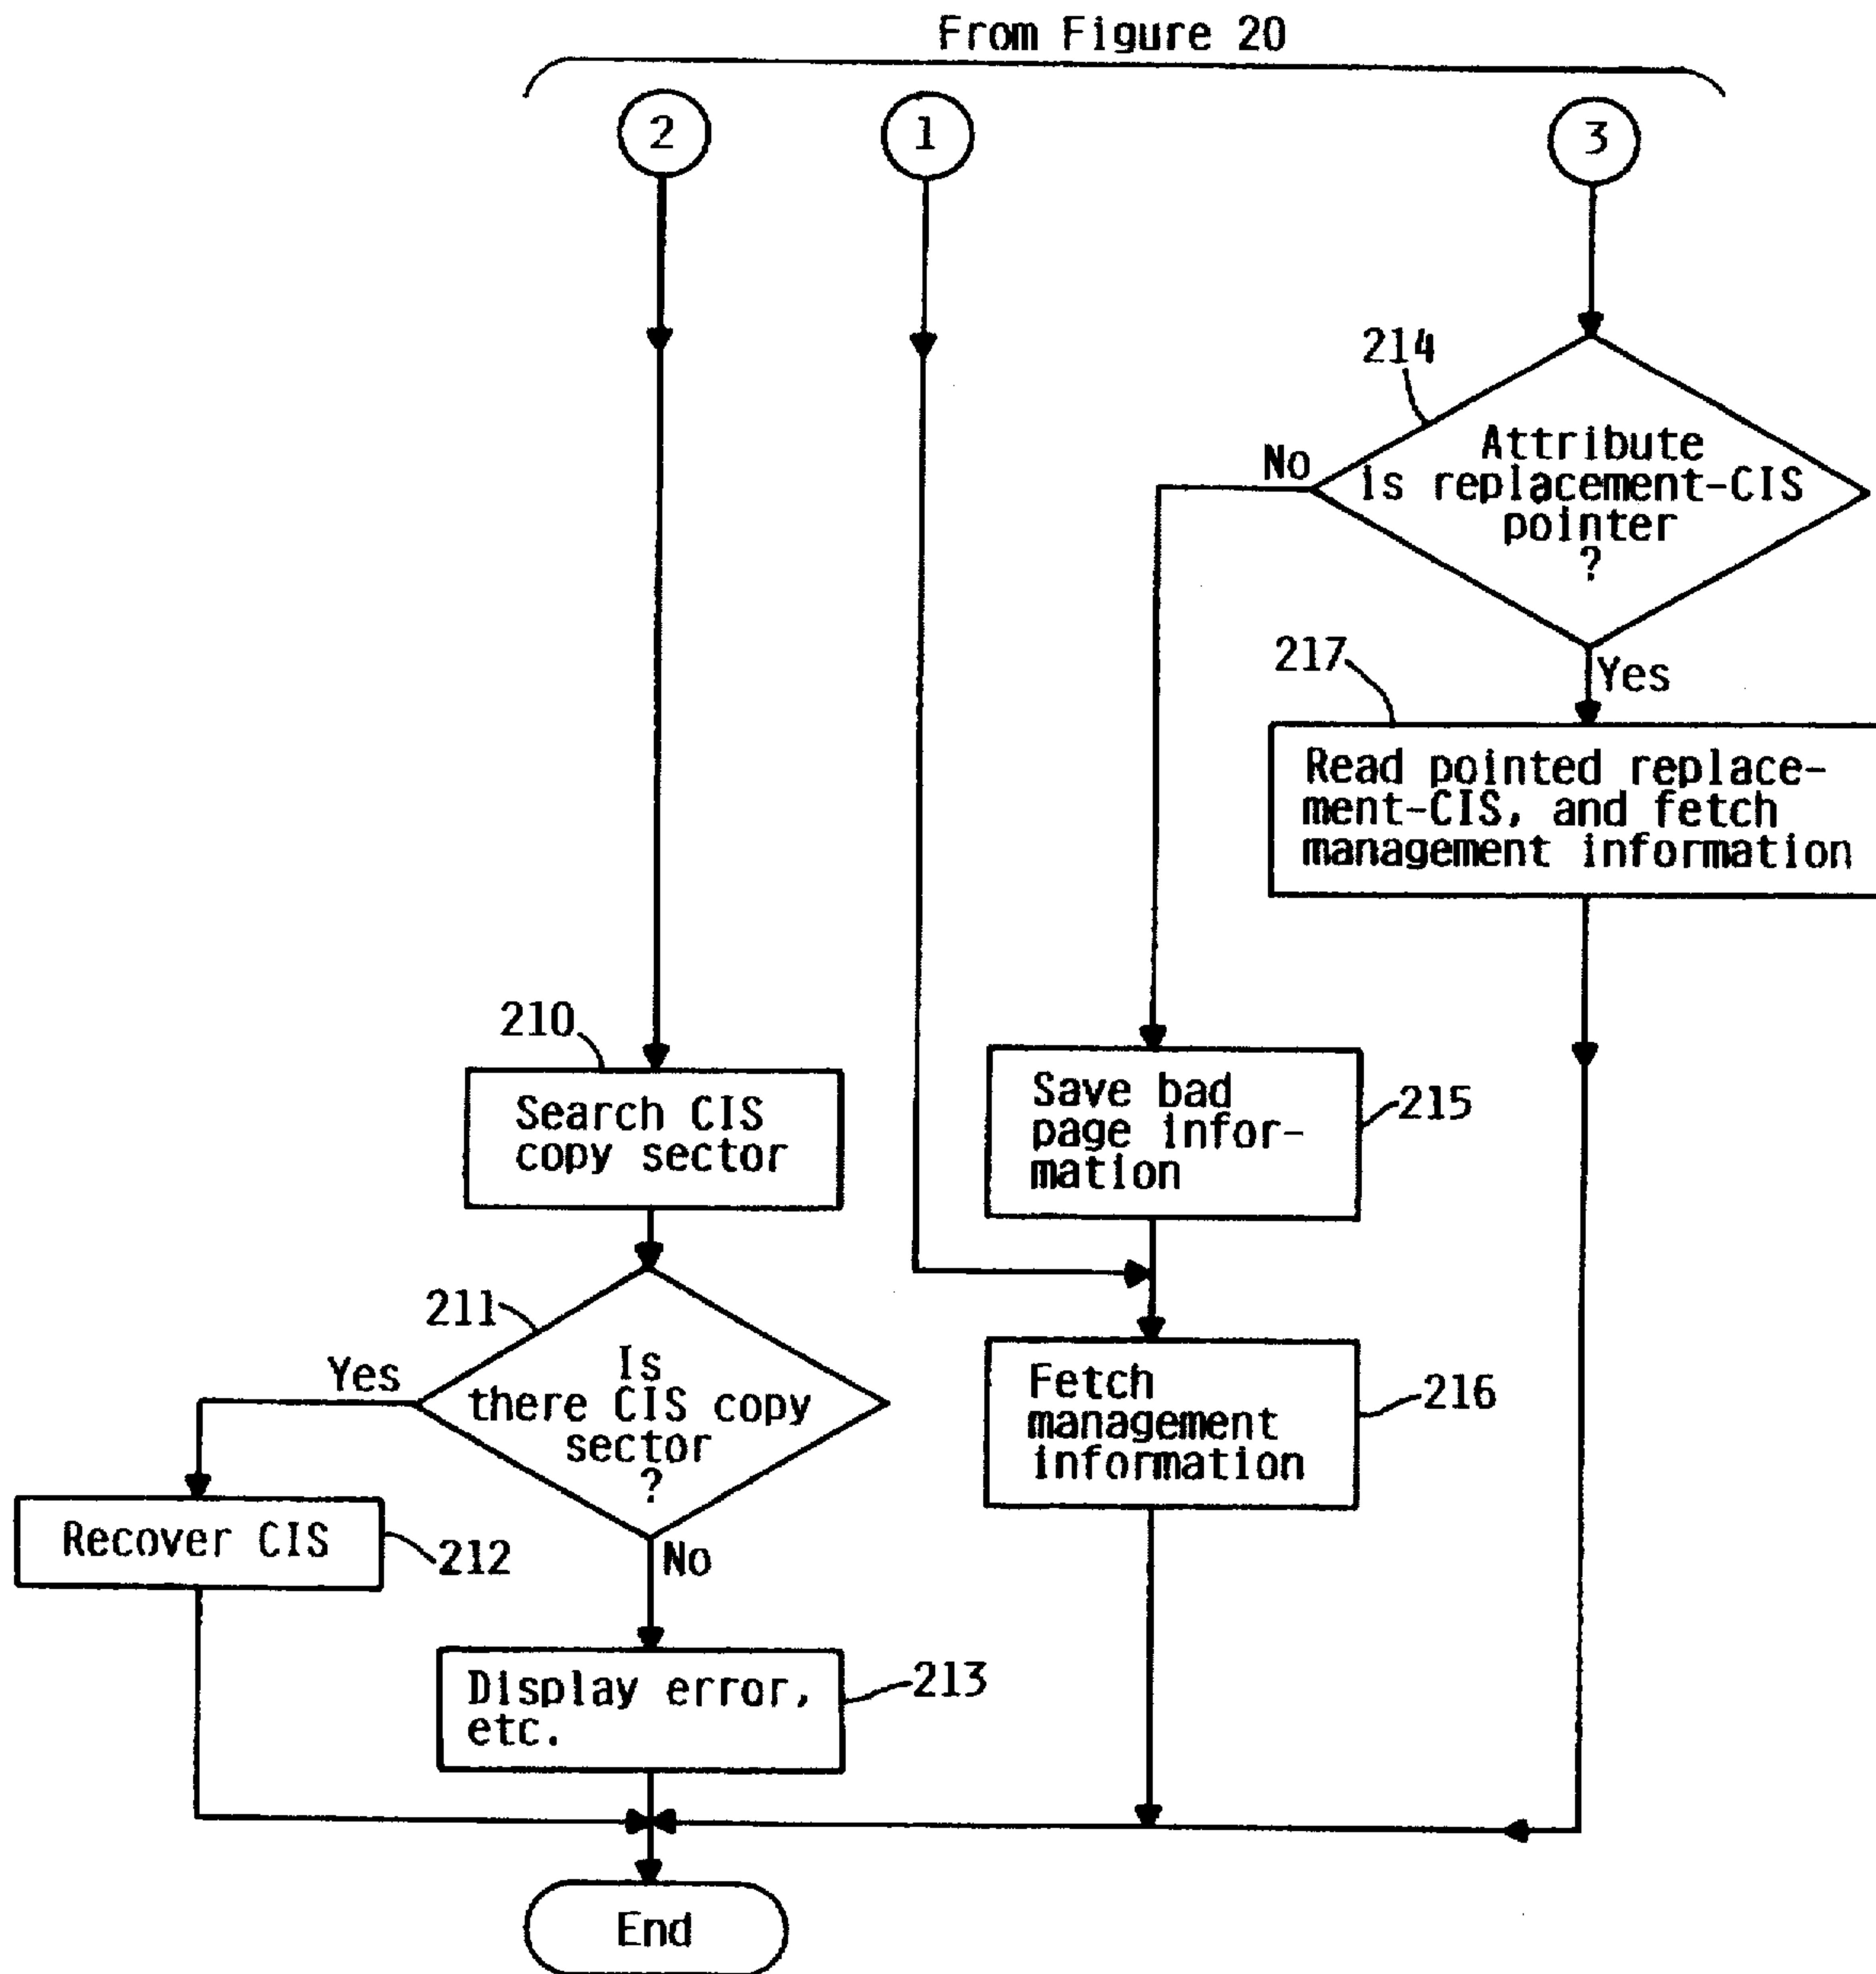 From Figure 20
2
1
3
214
Attribute
is replacement-CIS
pointer
?
No
Yes
217
Read pointed replace-
ment-CIS, and fetch
management information
210
Search CIS
copy sector
Save bad
page infor-
mation
215
211
Is
there CIS copy
sector
?
Yes
No
Fetch
management
information
216
Recover CIS
212
Display error,
etc.
213
End